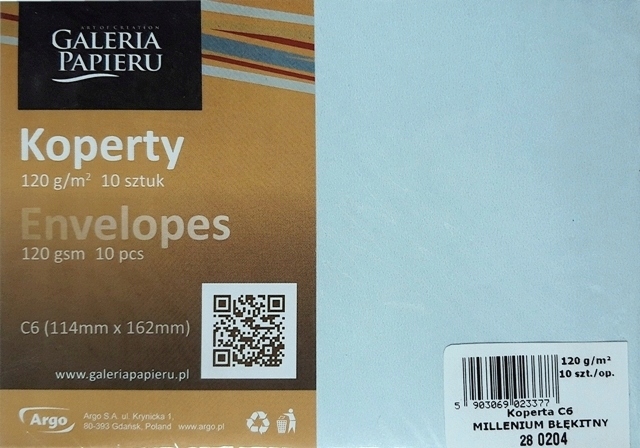 ART OF CREATION
GALERIA
PAPIERU
Koperty
120 g/m² 10 sztuk
Envelopes
120 gsm 10 pcs
C6 (114mm x 162mm)
www.galeriapapieru.pl
Argo
Argo S.A. ul. Krynicka 1,
80-393 Gdańsk, Poland www.argo.pl
120 g/m²
10 szt./op.
5 903069 023377
Koperta C6
MILLENIUM BŁĘKITNY
28 0204